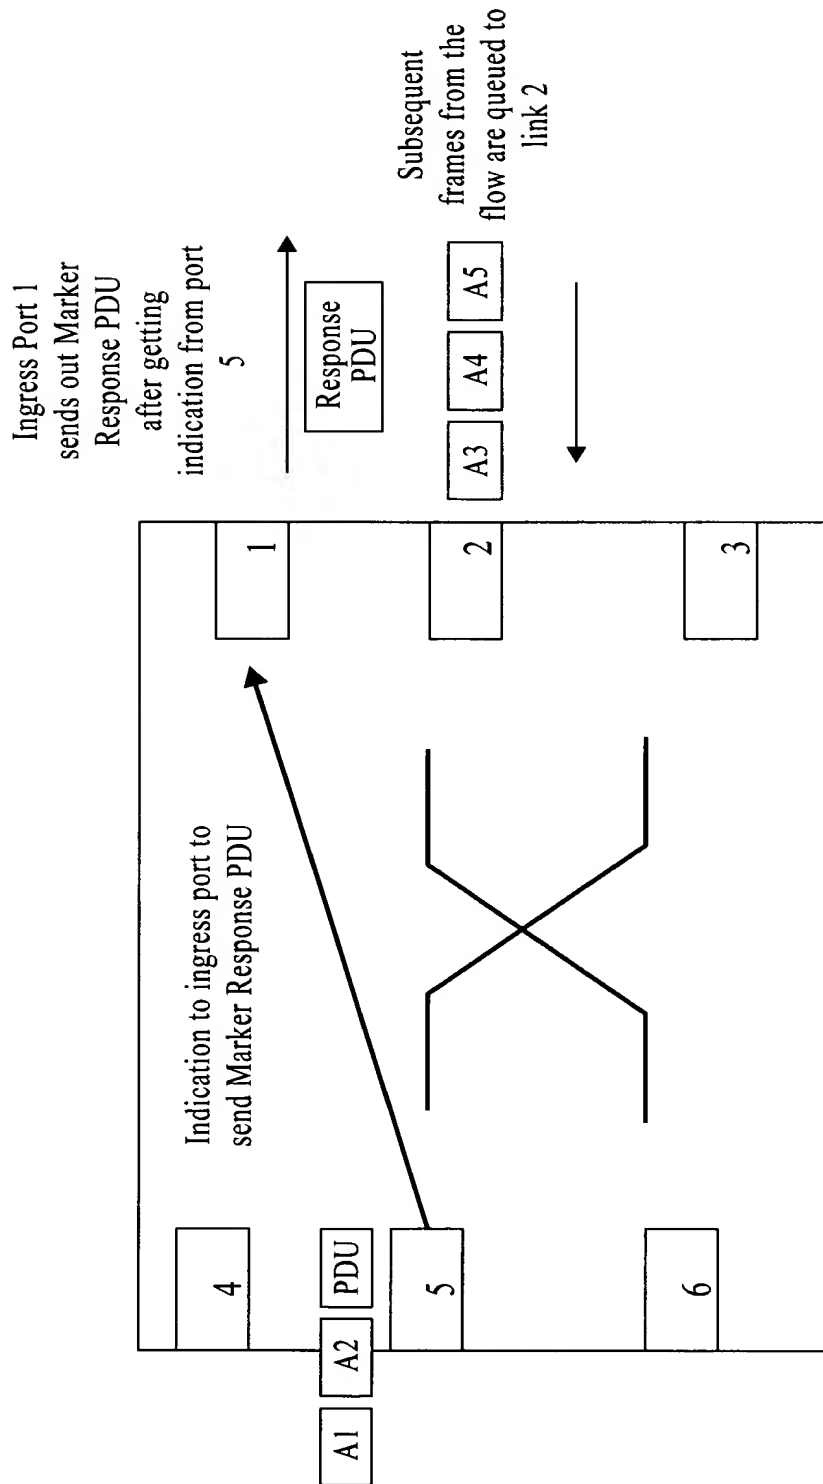 Ingress Port 1
sends out Marker
Response PDU
after getting
indication from port
5
Response
PDU
Subsequent
frames from the
flow are queued to
link 2
A3
A4
A5
1
2
3
Indication to ingress port to
send Marker Response PDU
4
5
6
A1
A2
PDU